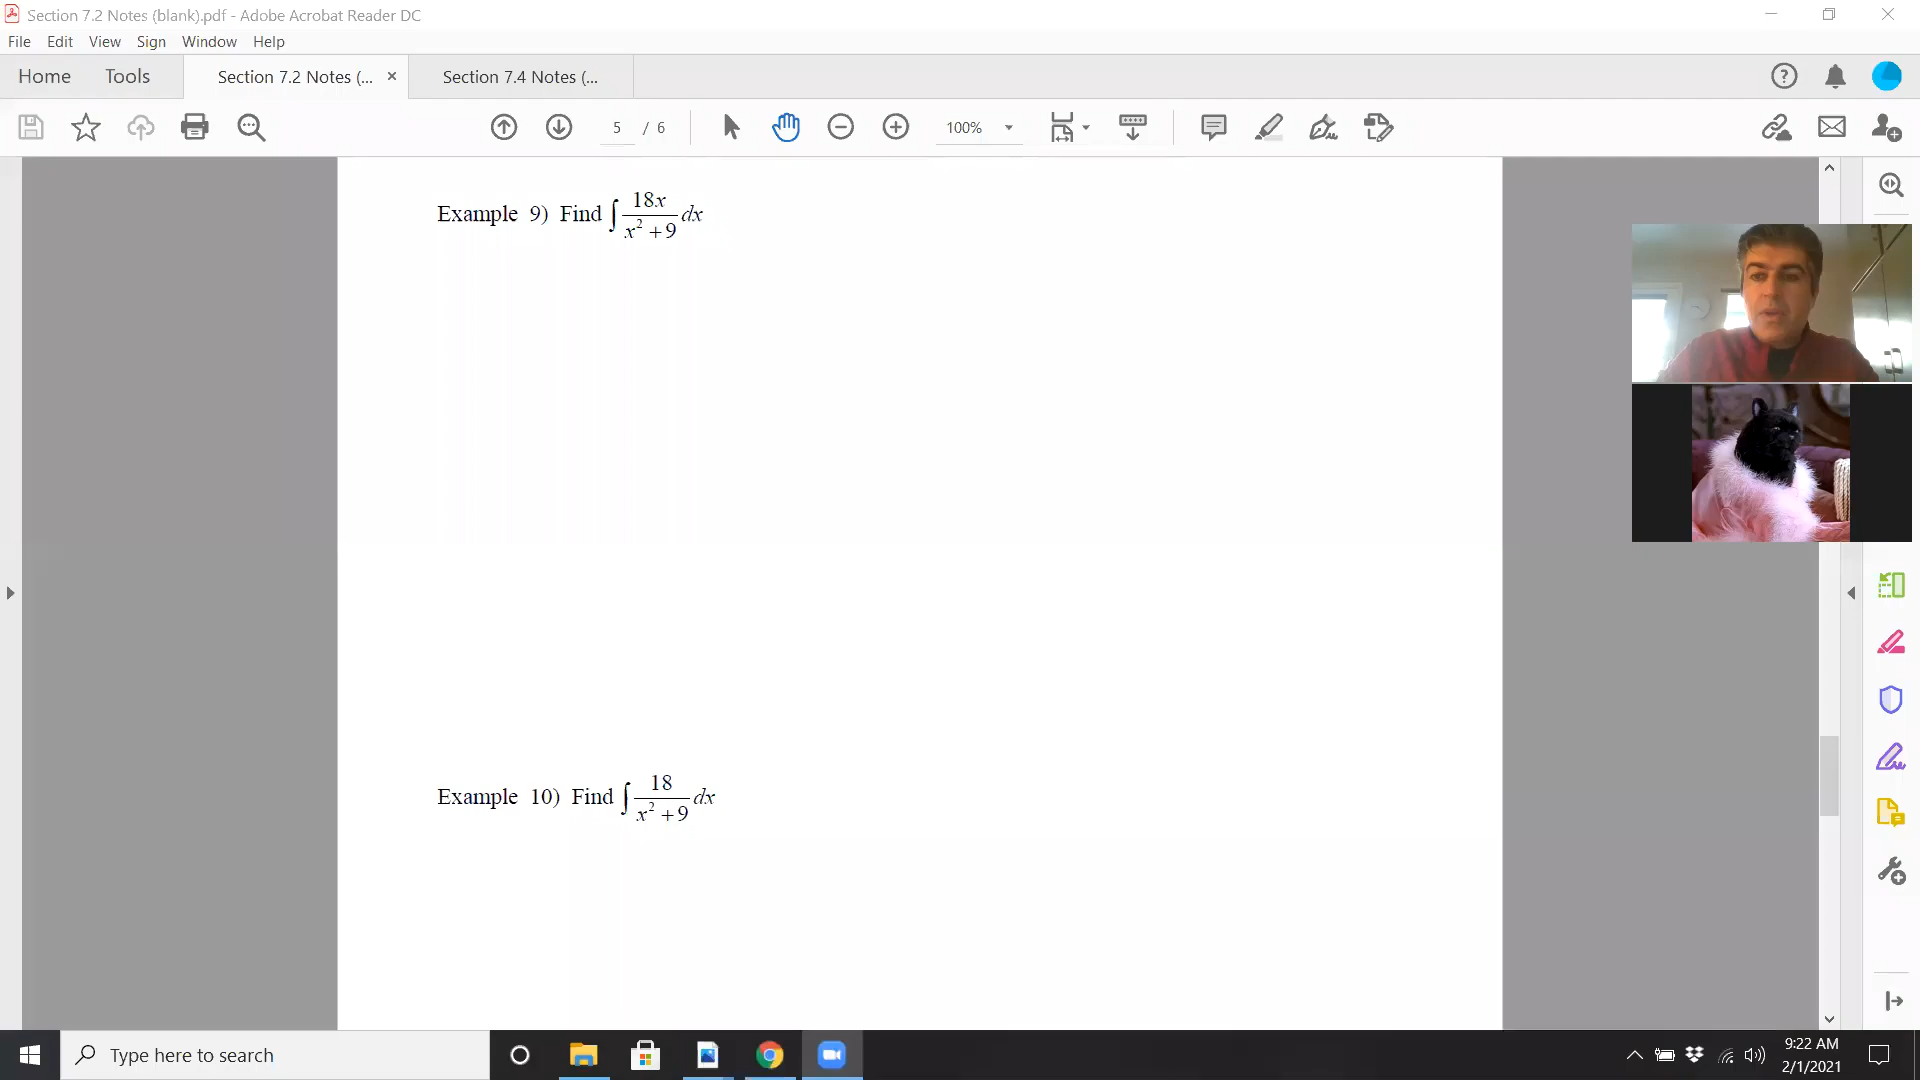 Section 7.2 Notes (blank).pdf - Adobe Acrobat Reader DC
File Edit View Sign Window Help
Home Tools Section 7.2 Notes (... × Section 7.4 Notes (...
5 / 6 100%
Example 9) Find ∫ 18x/(x² + 9) dx
Example 10) Find ∫ 18/(x² + 9) dx
Type here to search
9:22 AM
2/1/2021